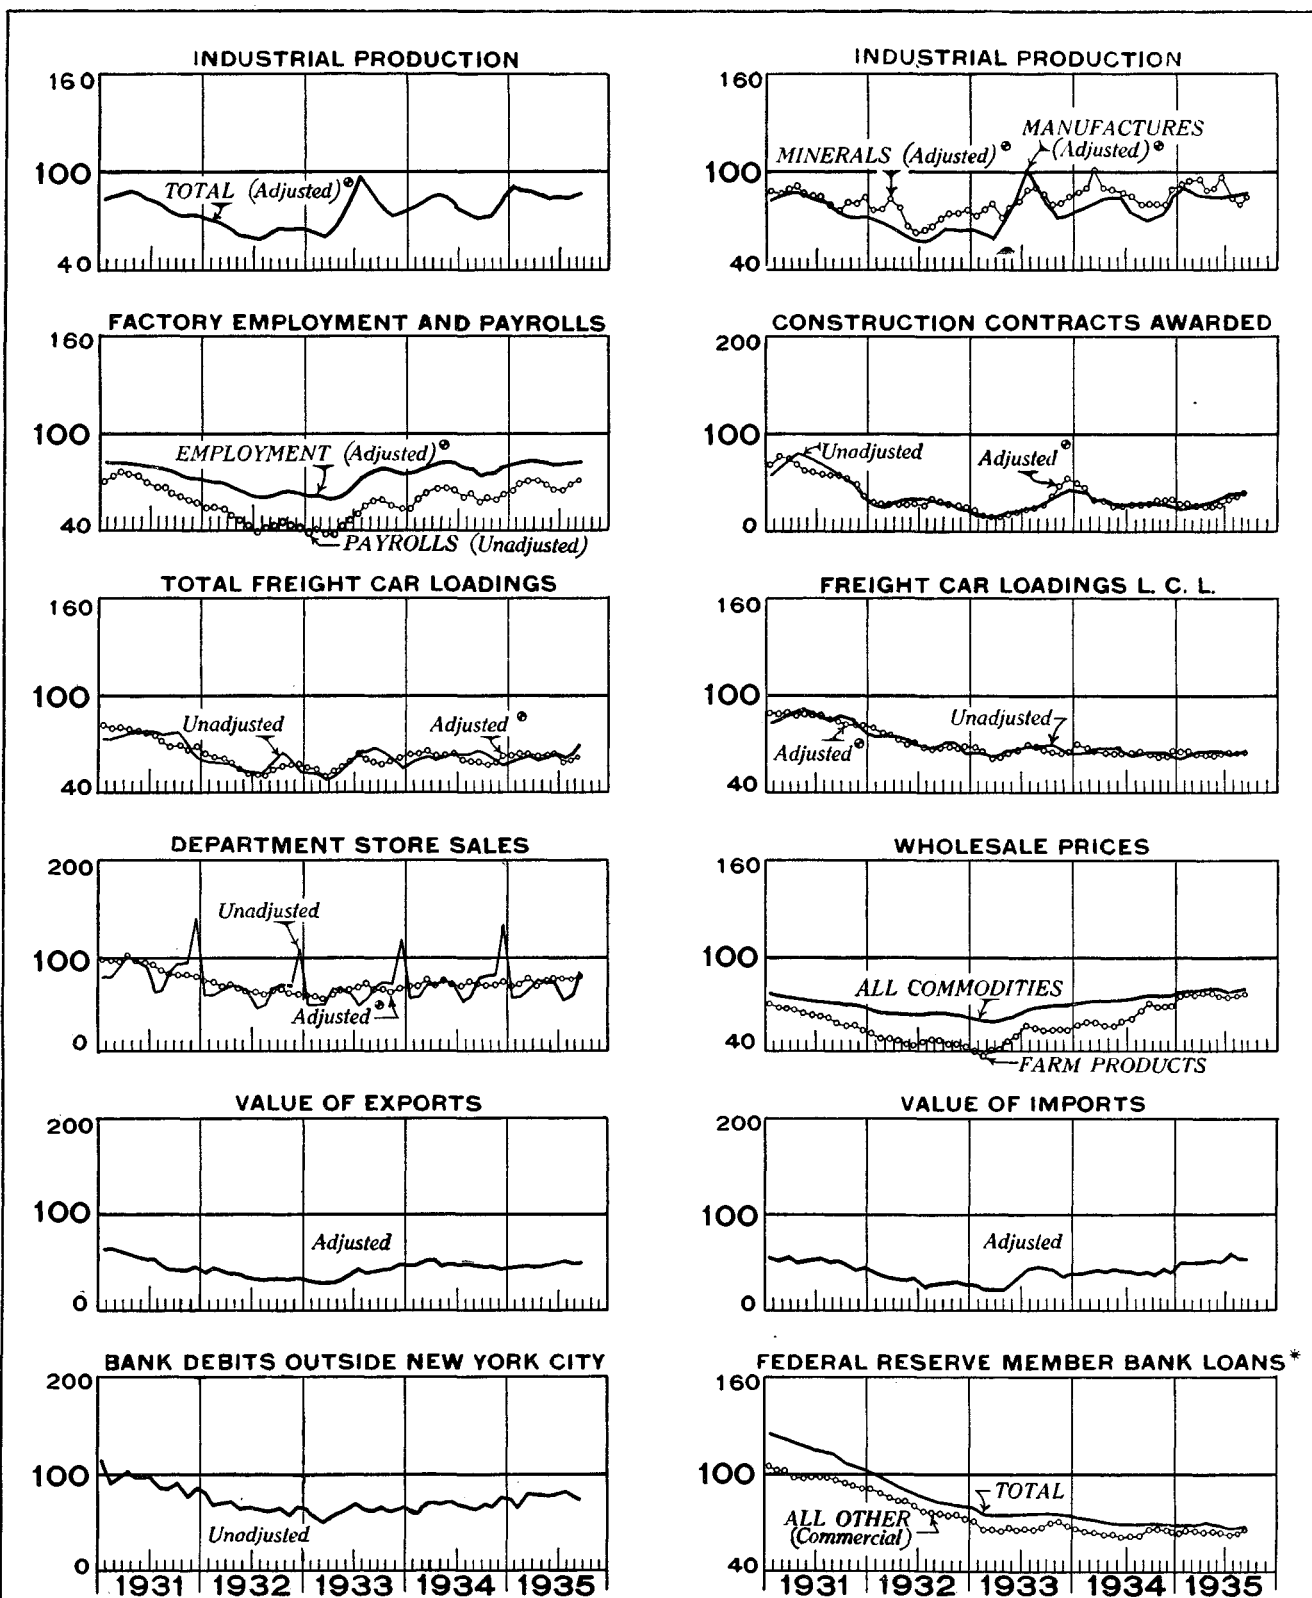 INDUSTRIAL PRODUCTION
160
100
40
TOTAL (Adjusted)
INDUSTRIAL PRODUCTION
160
100
40
MANUFACTURES
(Adjusted)
MINERALS (Adjusted)
FACTORY EMPLOYMENT AND PAYROLLS
160
100
40
EMPLOYMENT (Adjusted)
PAYROLLS (Unadjusted)
CONSTRUCTION CONTRACTS AWARDED
200
100
0
Unadjusted
Adjusted
TOTAL FREIGHT CAR LOADINGS
160
100
40
Unadjusted
Adjusted
FREIGHT CAR LOADINGS L. C. L.
160
100
40
Unadjusted
Adjusted
DEPARTMENT STORE SALES
200
100
0
Unadjusted
Adjusted
WHOLESALE PRICES
160
100
40
ALL COMMODITIES
FARM PRODUCTS
VALUE OF EXPORTS
200
100
0
Adjusted
VALUE OF IMPORTS
200
100
0
Adjusted
BANK DEBITS OUTSIDE NEW YORK CITY
200
100
0
Unadjusted
1931 1932 1933 1934 1935
FEDERAL RESERVE MEMBER BANK LOANS*
160
100
40
TOTAL
ALL OTHER
(Commercial)
1931 1932 1933 1934 1935